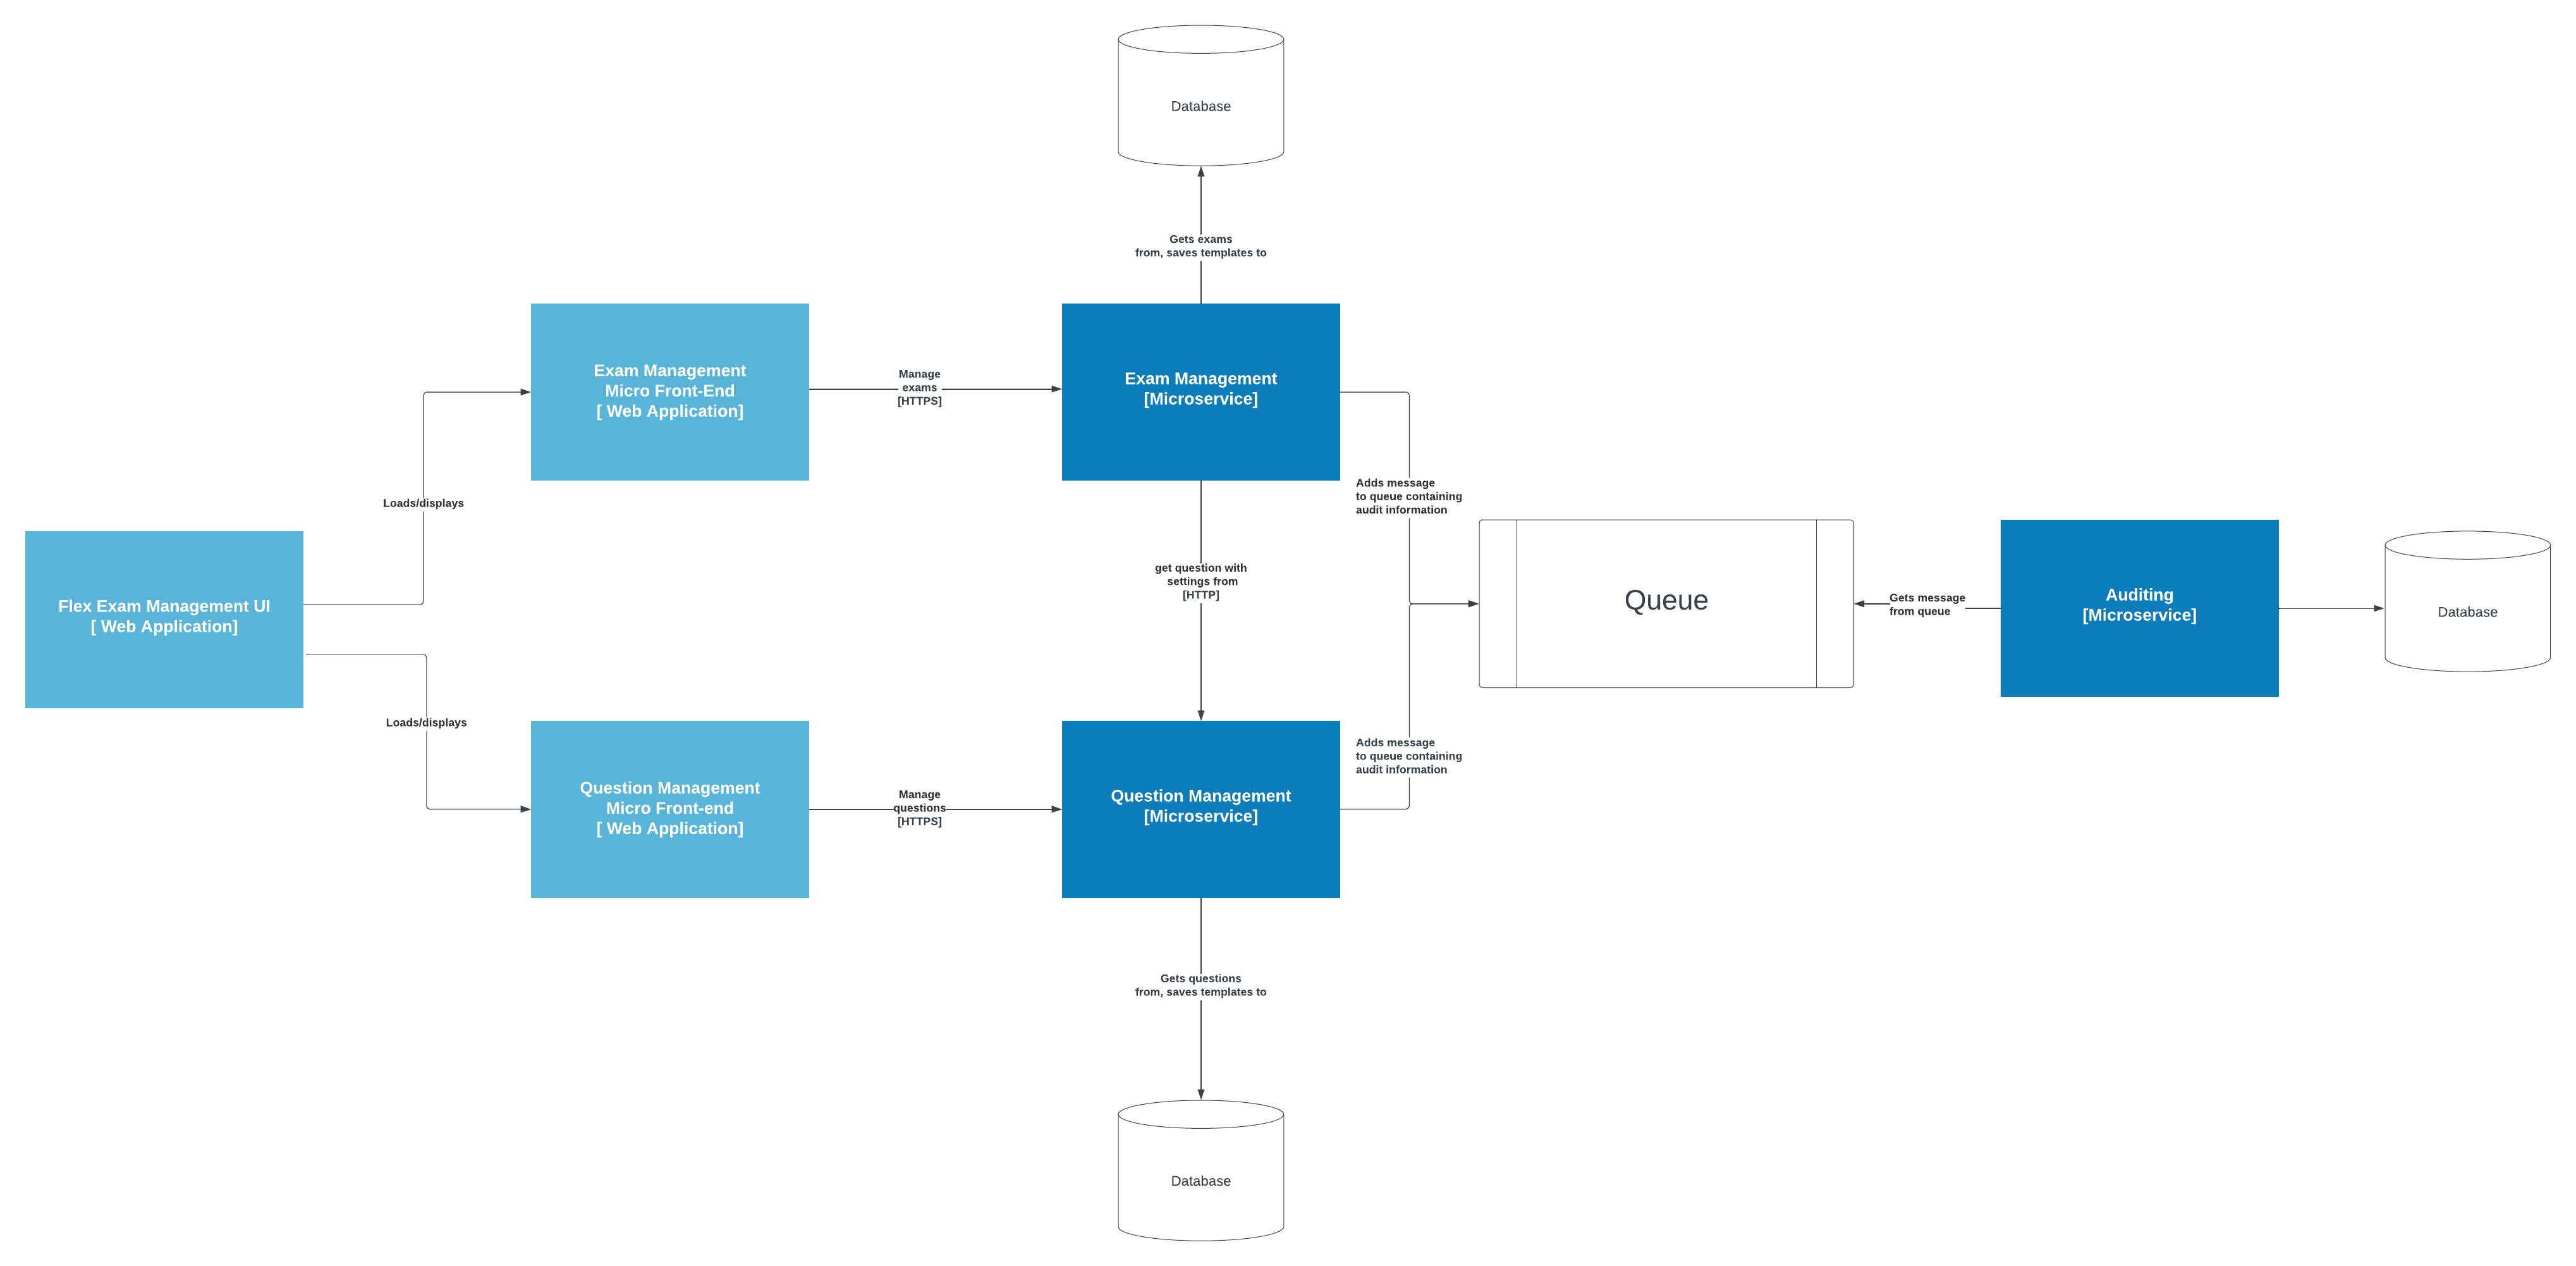 Database
Gets exams
from, saves templates to
Exam Management
Micro Front-End
[ Web Application]
Manage
exams
[HTTPS]
Exam Management
[Microservice]
Loads/displays
Adds message
to queue containing
audit information
Flex Exam Management UI
[ Web Application]
get question with
settings from
[HTTP]
Queue
Gets message
from queue
Auditing
[Microservice]
Database
Loads/displays
Adds message
to queue containing
audit information
Question Management
Micro Front-end
[ Web Application]
Manage
questions
[HTTPS]
Question Management
[Microservice]
Gets questions
from, saves templates to
Database